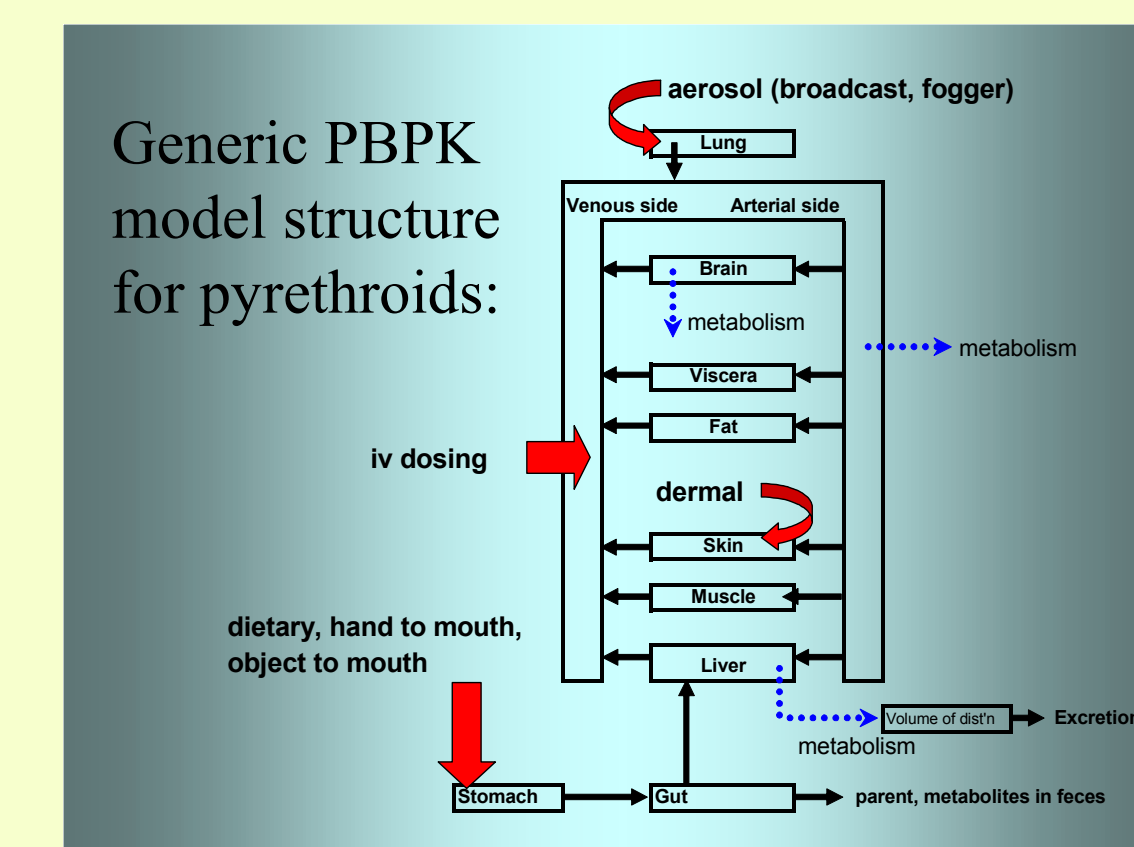 Generic PBPK
model structure
for pyrethroids:
aerosol (broadcast, fogger)
Lung
Venous side
Arterial side
Brain
metabolism
metabolism
Viscera
Fat
iv dosing
dermal
Skin
Muscle
dietary, hand to mouth,
object to mouth
Liver
Volume of dist'n
Excretion
metabolism
Stomach
Gut
parent, metabolites in feces